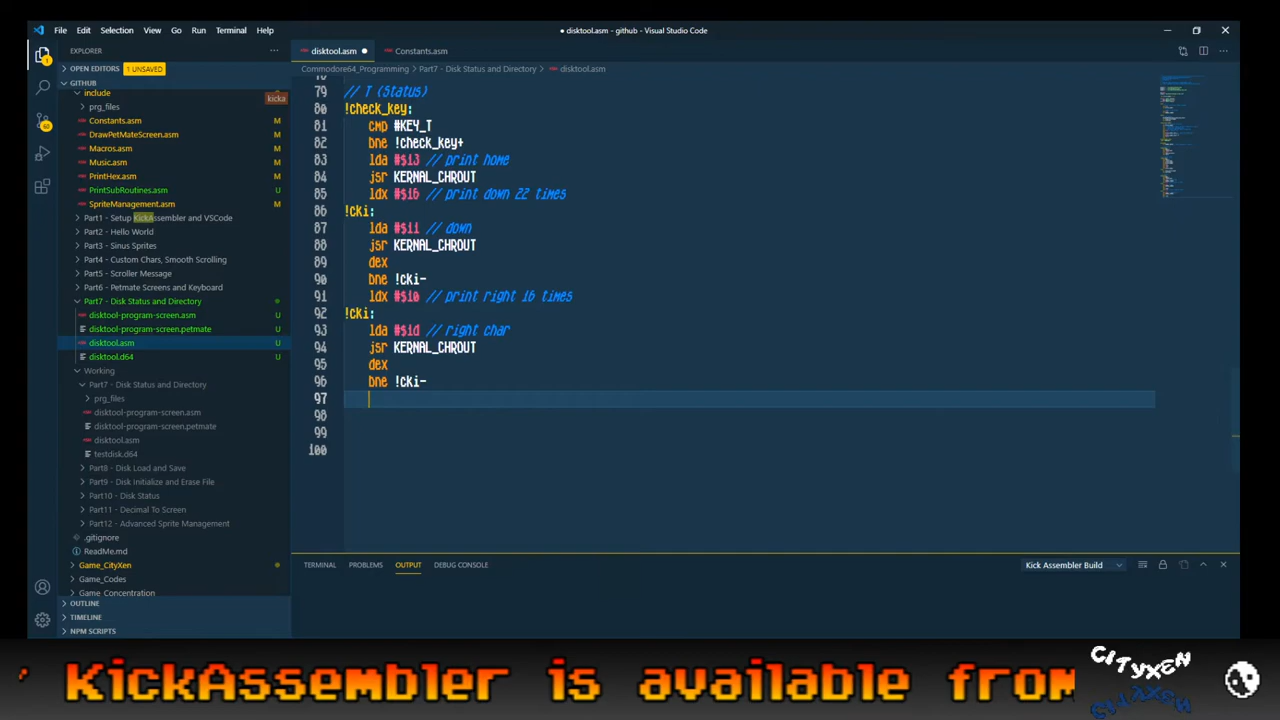 File Edit Selection View Go Run Terminal Help
● disktool.asm - github - Visual Studio Code
EXPLORER ···
disktool.asm ●
Constants.asm
OPEN EDITORS 1 UNSAVED
Commodore64_Programming > Part7 - Disk Status and Directory > disktool.asm
GITHUB
include
kicka
prg_files
Constants.asm M
DrawPetMateScreen.asm M
Macros.asm M
Music.asm M
PrintHex.asm M
PrintSubRoutines.asm U
SpriteManagement.asm M
Part1 - Setup KickAssembler and VSCode
Part2 - Hello World
Part3 - Sinus Sprites
Part4 - Custom Chars, Smooth Scrolling
Part5 - Scroller Message
Part6 - Petmate Screens and Keyboard
Part7 - Disk Status and Directory
disktool-program-screen.asm U
disktool-program-screen.petmate U
disktool.asm U
disktool.d64 U
Working
Part7 - Disk Status and Directory
prg_files
disktool-program-screen.asm
disktool-program-screen.petmate
disktool.asm
testdisk.d64
Part8 - Disk Load and Save
Part9 - Disk Initialize and Erase File
Part10 - Disk Status
Part11 - Decimal To Screen
Part12 - Advanced Sprite Management
.gitignore
ReadMe.md
Game_CityXen
Game_Codes
Game_Concentration
OUTLINE
TIMELINE
NPM SCRIPTS
79 // T (Status)
80 !check_key:
81 cmp #KEY_T
82 bne !check_key+
83 lda #$13 // print home
84 jsr KERNAL_CHROUT
85 ldx #$16 // print down 22 times
86 !cki:
87 lda #$11 // down
88 jsr KERNAL_CHROUT
89 dex
90 bne !cki-
91 ldx #$10 // print right 16 times
92 !cki:
93 lda #$1d // right char
94 jsr KERNAL_CHROUT
95 dex
96 bne !cki-
97
98
99
100
TERMINAL PROBLEMS OUTPUT DEBUG CONSOLE
Kick Assembler Build
KickAssembler is available from
CITYXEN